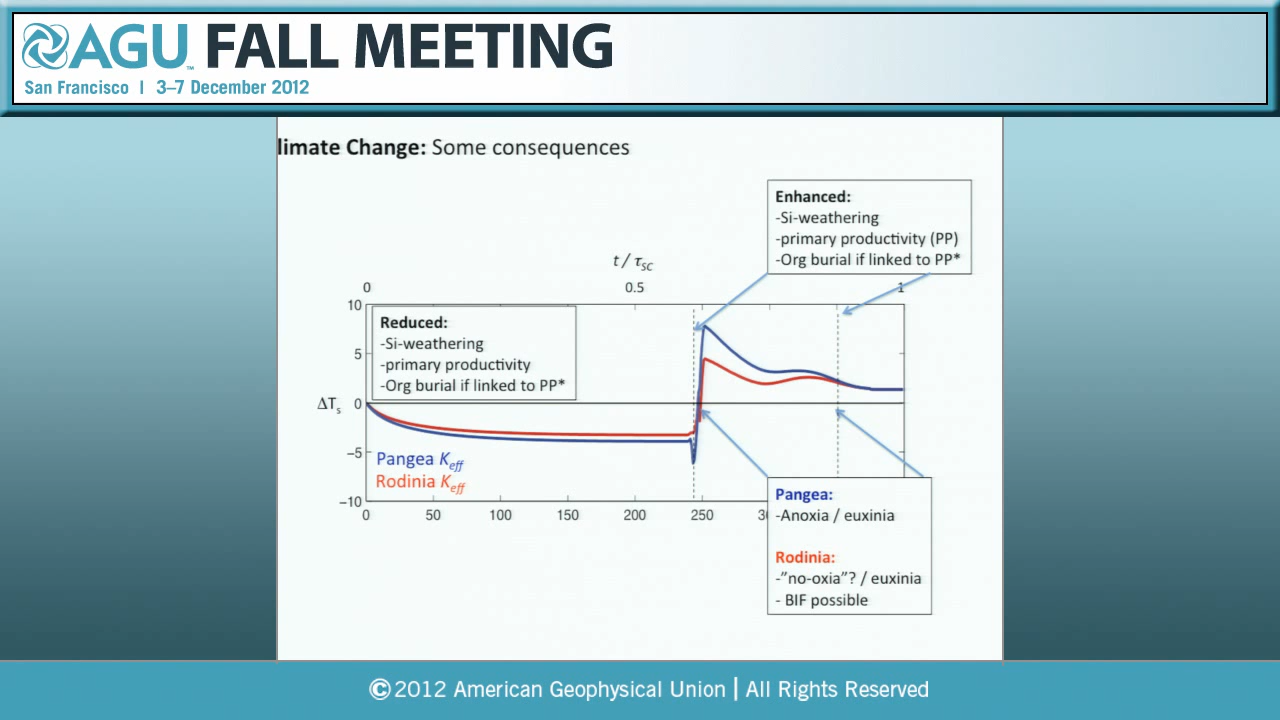 AGU™ FALL MEETING
San Francisco | 3–7 December 2012
limate Change: Some consequences
Enhanced:
-Si-weathering
-primary productivity (PP)
-Org burial if linked to PP*
t / τSC
0 0.5 1
Reduced:
-Si-weathering
-primary productivity
-Org burial if linked to PP*
10
5
ΔTs 0
−5
−10
Pangea Keff
Rodinia Keff
0 50 100 150 200 250 30
Pangea:
-Anoxia / euxinia
Rodinia:
-”no-oxia”? / euxinia
- BIF possible
©2012 American Geophysical Union | All Rights Reserved